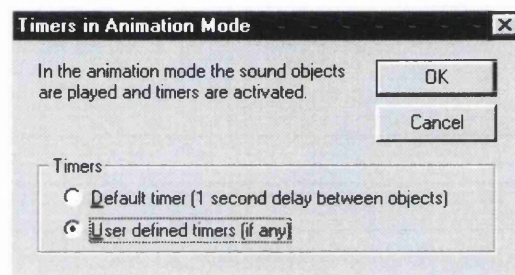 Timers in Animation Mode
In the animation mode the sound objects
are played and timers are activated.
OK
Cancel
Timers
Default timer (1 second delay between objects)
User defined timers (if any)